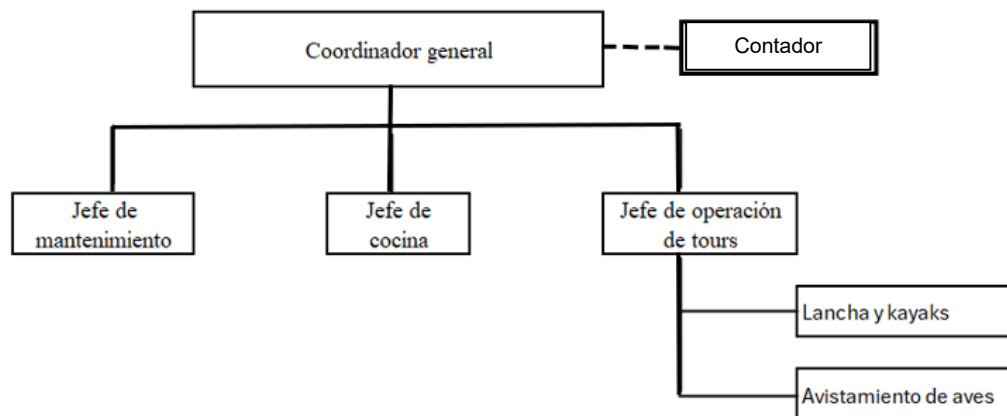 Coordinador general
Contador
Jefe de
mantenimiento
Jefe de
cocina
Jefe de operación
de tours
Lancha y kayaks
Avistamiento de aves